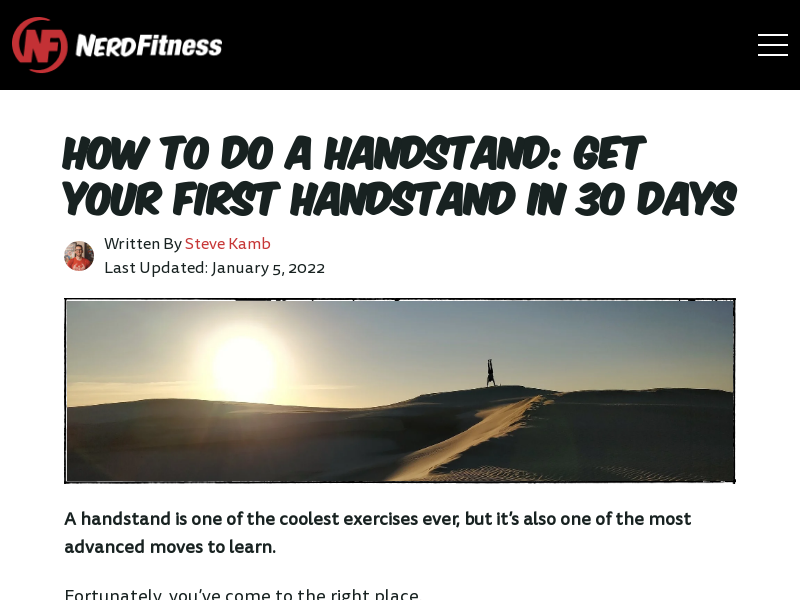 NF NERDFITNESS
HOW TO DO A HANDSTAND: GET
YOUR FIRST HANDSTAND IN 30 DAYS
Written By Steve Kamb
Last Updated: January 5, 2022
A handstand is one of the coolest exercises ever, but it’s also one of the most
advanced moves to learn.
Fortunately, you’ve come to the right place.